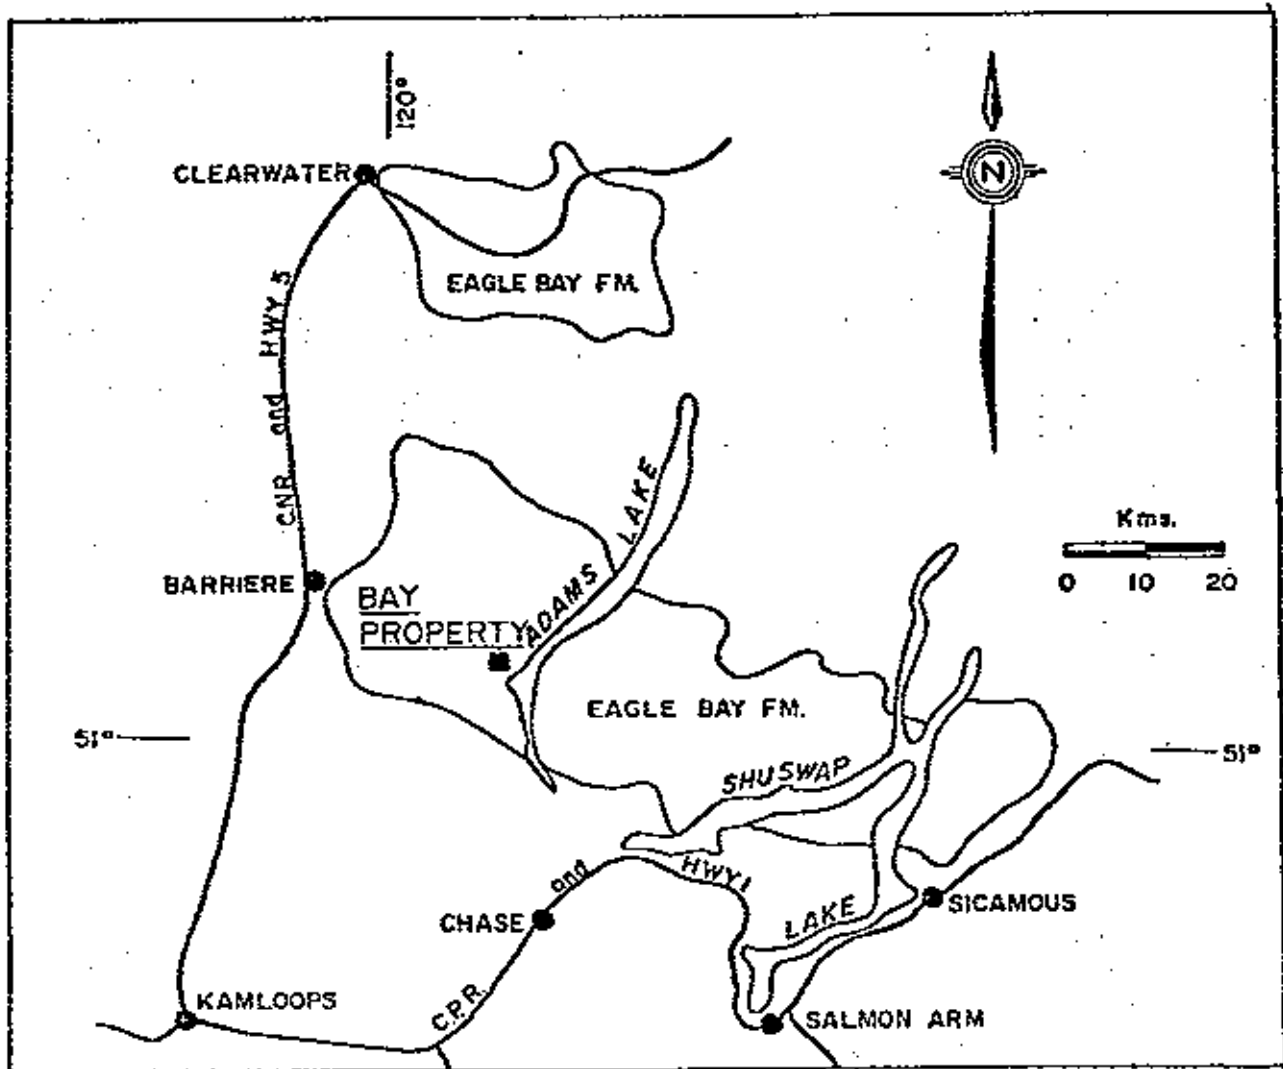 120°
CLEARWATER
N
EAGLE BAY FM.
CNR and HWY 5
ADAMS LAKE
Kms.
0 10 20
BARRIERE
BAY
PROPERTY
EAGLE BAY FM.
51°
51°
SHUSWAP LAKE
C.P.R. and HWY 1
CHASE
SICAMOUS
KAMLOOPS
SALMON ARM